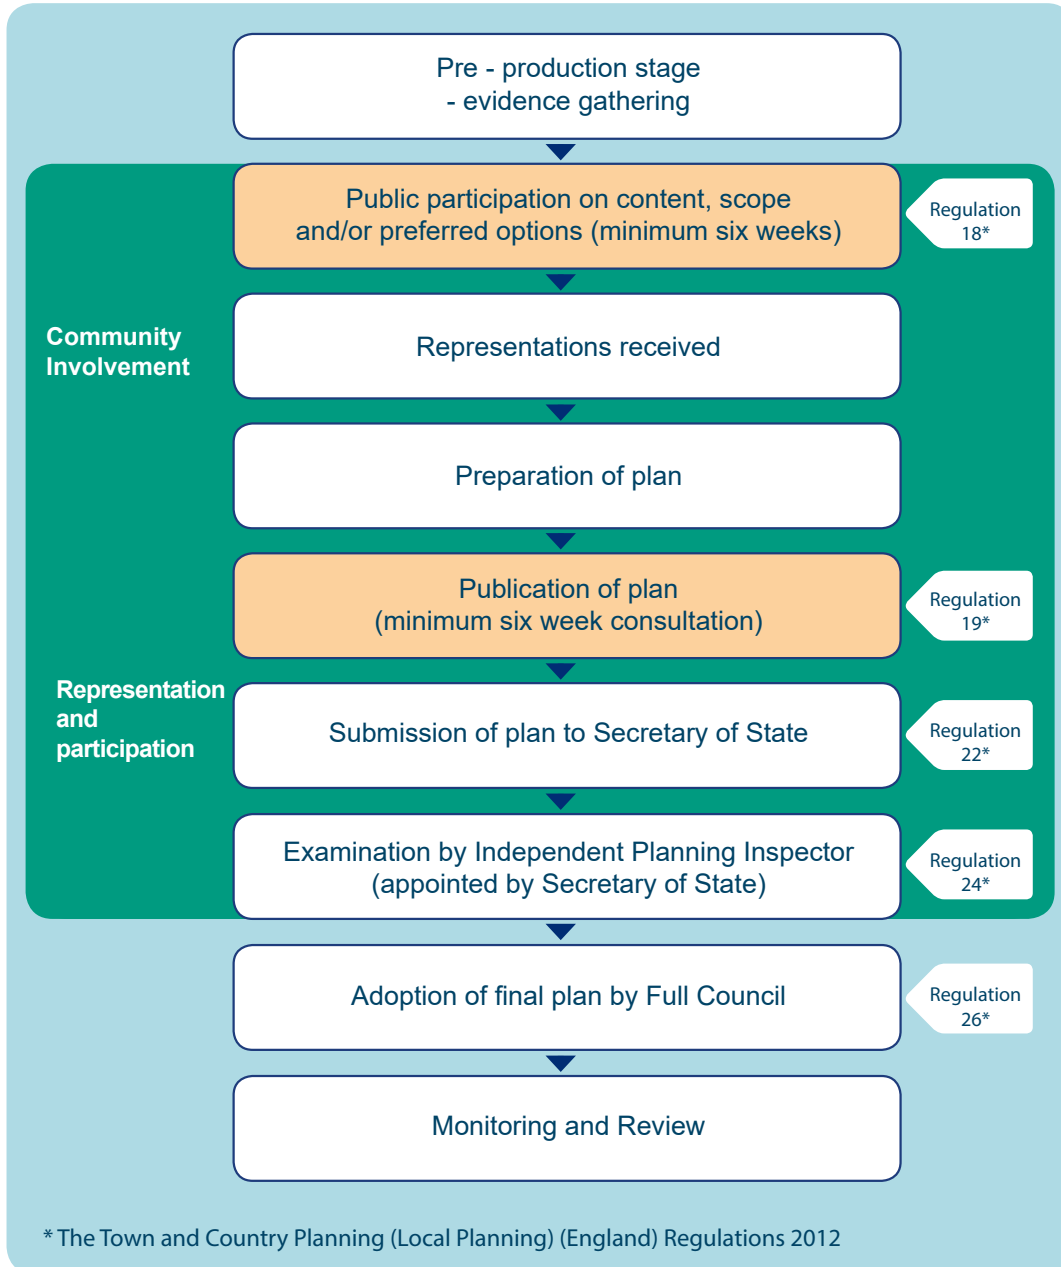 Pre - production stage
- evidence gathering
Public participation on content, scope
and/or preferred options (minimum six weeks)
Regulation
18*
Community
Involvement
Representations received
Preparation of plan
Publication of plan
(minimum six week consultation)
Regulation
19*
Representation
and
participation
Submission of plan to Secretary of State
Regulation
22*
Examination by Independent Planning Inspector
(appointed by Secretary of State)
Regulation
24*
Adoption of final plan by Full Council
Regulation
26*
Monitoring and Review
* The Town and Country Planning (Local Planning) (England) Regulations 2012